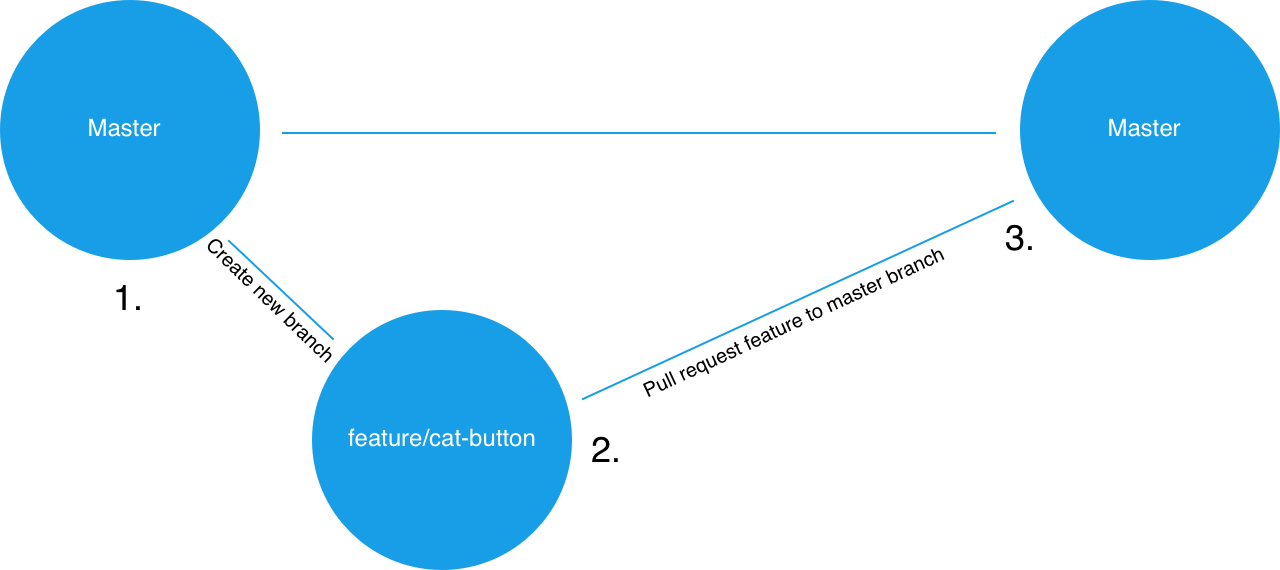 Master
Master
Create new branch
1.
3.
Pull request feature to master branch
feature/cat-button
2.